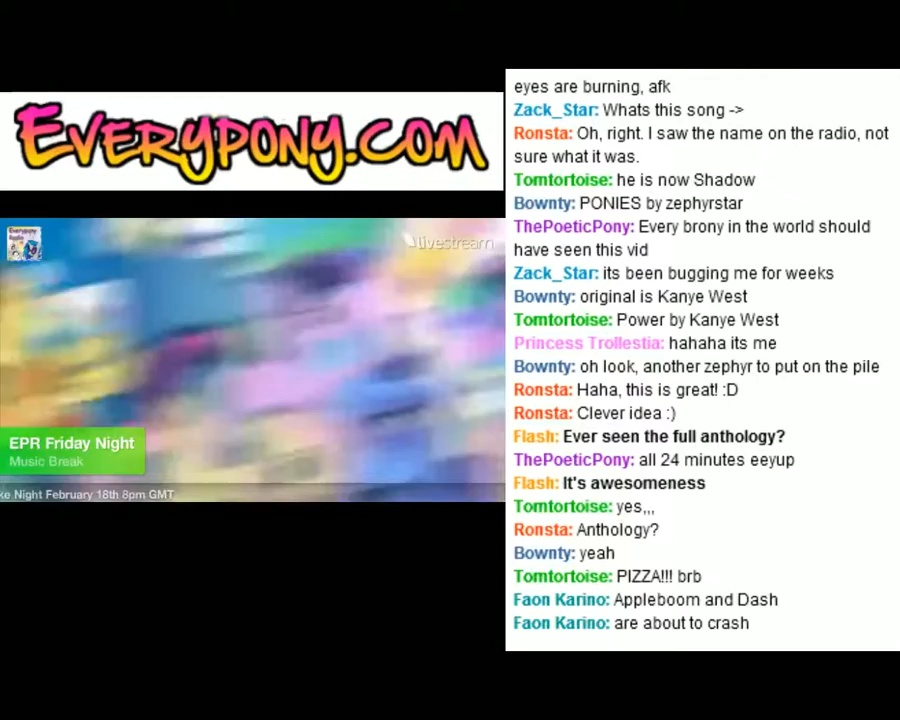 EVERYPONY.COM
Everypony
Radio
livestream
EPR Friday Night
Music Break
ke Night February 18th 8pm GMT
eyes are burning, afk
Zack_Star: Whats this song ->
Ronsta: Oh, right. I saw the name on the radio, not
sure what it was.
Tomtortoise: he is now Shadow
Bownty: PONIES by zephyrstar
ThePoeticPony: Every brony in the world should
have seen this vid
Zack_Star: its been bugging me for weeks
Bownty: original is Kanye West
Tomtortoise: Power by Kanye West
Princess Trollestia: hahaha its me
Bownty: oh look, another zephyr to put on the pile
Ronsta: Haha, this is great! :D
Ronsta: Clever idea :)
Flash: Ever seen the full anthology?
ThePoeticPony: all 24 minutes eeyup
Flash: It's awesomeness
Tomtortoise: yes,,,
Ronsta: Anthology?
Bownty: yeah
Tomtortoise: PIZZA!!! brb
Faon Karino: Appleboom and Dash
Faon Karino: are about to crash